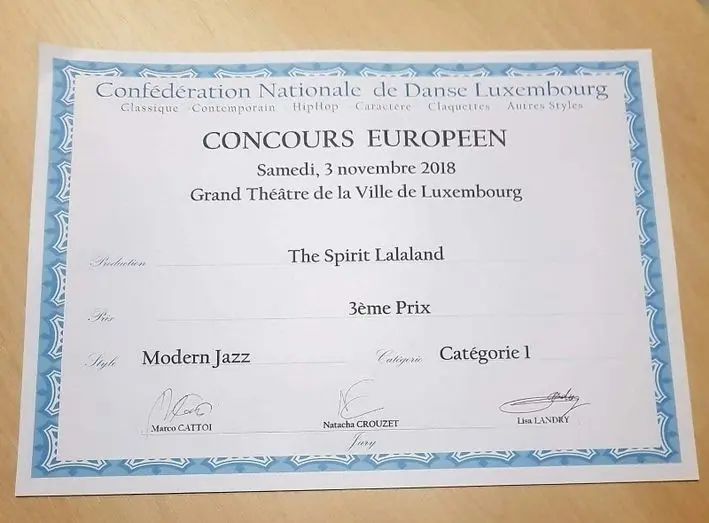 Confédération Nationale de Danse Luxembourg
Classique Contemporain HipHop Caractère Claquettes Autres Styles
CONCOURS EUROPEEN
Samedi, 3 novembre 2018
Grand Théâtre de la Ville de Luxembourg
Production The Spirit Lalaland
Prix 3ème Prix
Style Modern Jazz Catégorie Catégorie 1
Marco CATTOI Natacha CROUZET Lisa LANDRY
Jury